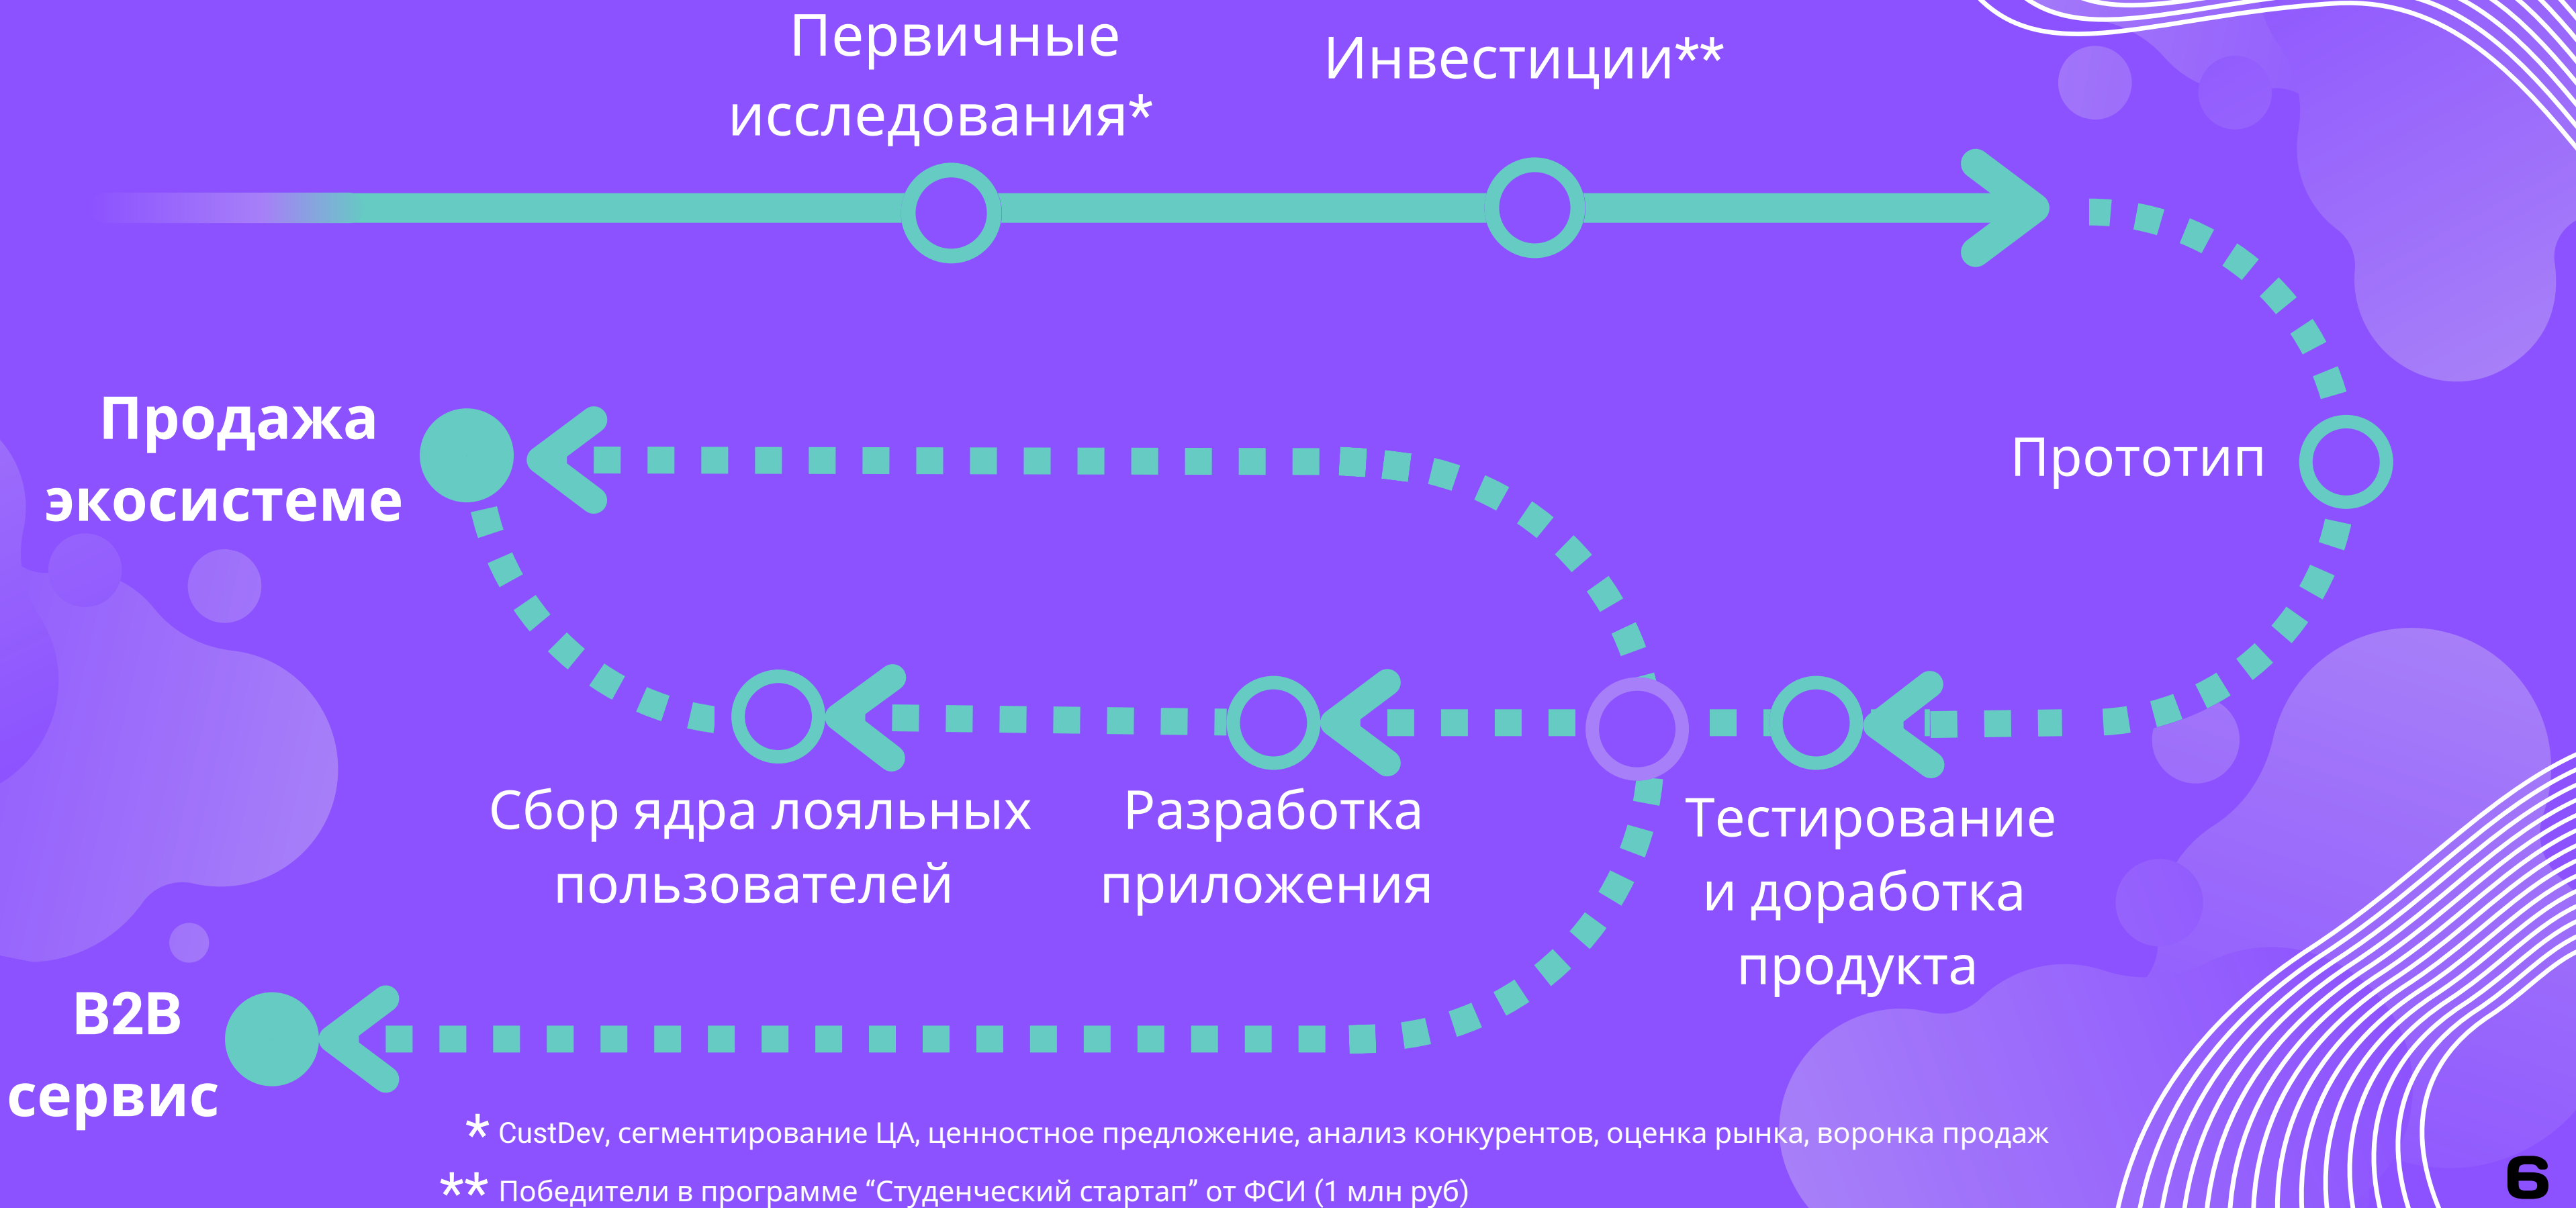 Первичные
исследования*
Инвестиции**
Продажа
экосистеме
Прототип
Сбор ядра лояльных
пользователей
Разработка
приложения
Тестирование
и доработка
продукта
B2B
сервис
* CustDev, сегментирование ЦА, ценностное предложение, анализ конкурентов, оценка рынка, воронка продаж
** Победители в программе “Студенческий стартап” от ФСИ (1 млн руб)
6